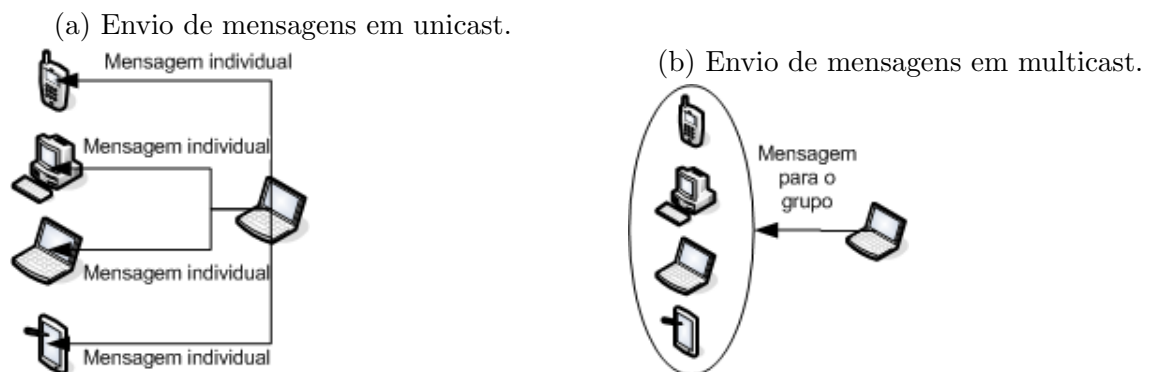 (a) Envio de mensagens em unicast.
Mensagem individual
Mensagem individual
Mensagem individual
Mensagem individual
(b) Envio de mensagens em multicast.
Mensagem
para o
grupo